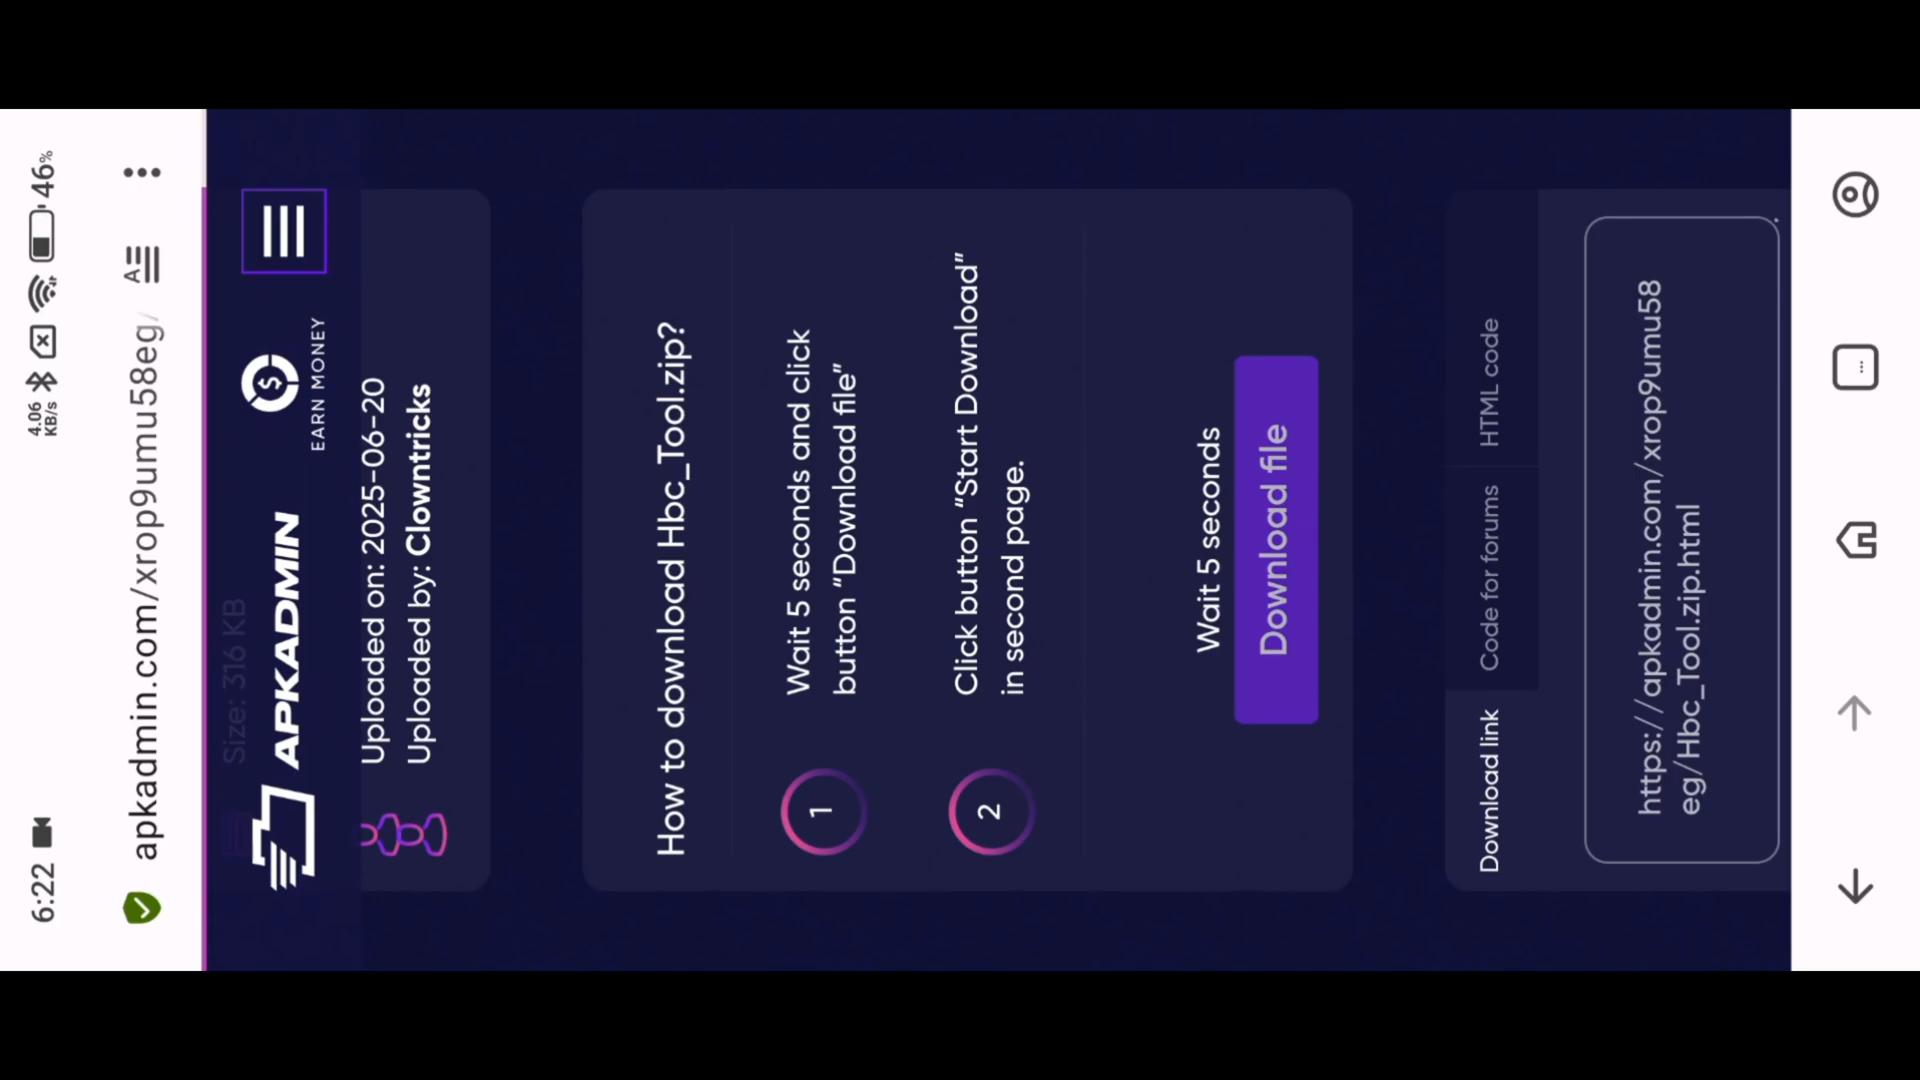 6:22
4.06
KB/s
46%
apkadmin.com/xrop9umu58eg/
Size: 316 KB
APKADMIN
EARN MONEY
Uploaded on: 2025-06-20
Uploaded by: Clowntricks
How to download Hbc_Tool.zip?
1
Wait 5 seconds and click
button “Download file”
2
Click button “Start Download”
in second page.
Wait 5 seconds
Download file
Download link
Code for forums
HTML code
https://apkadmin.com/xrop9umu58
eg/Hbc_Tool.zip.html